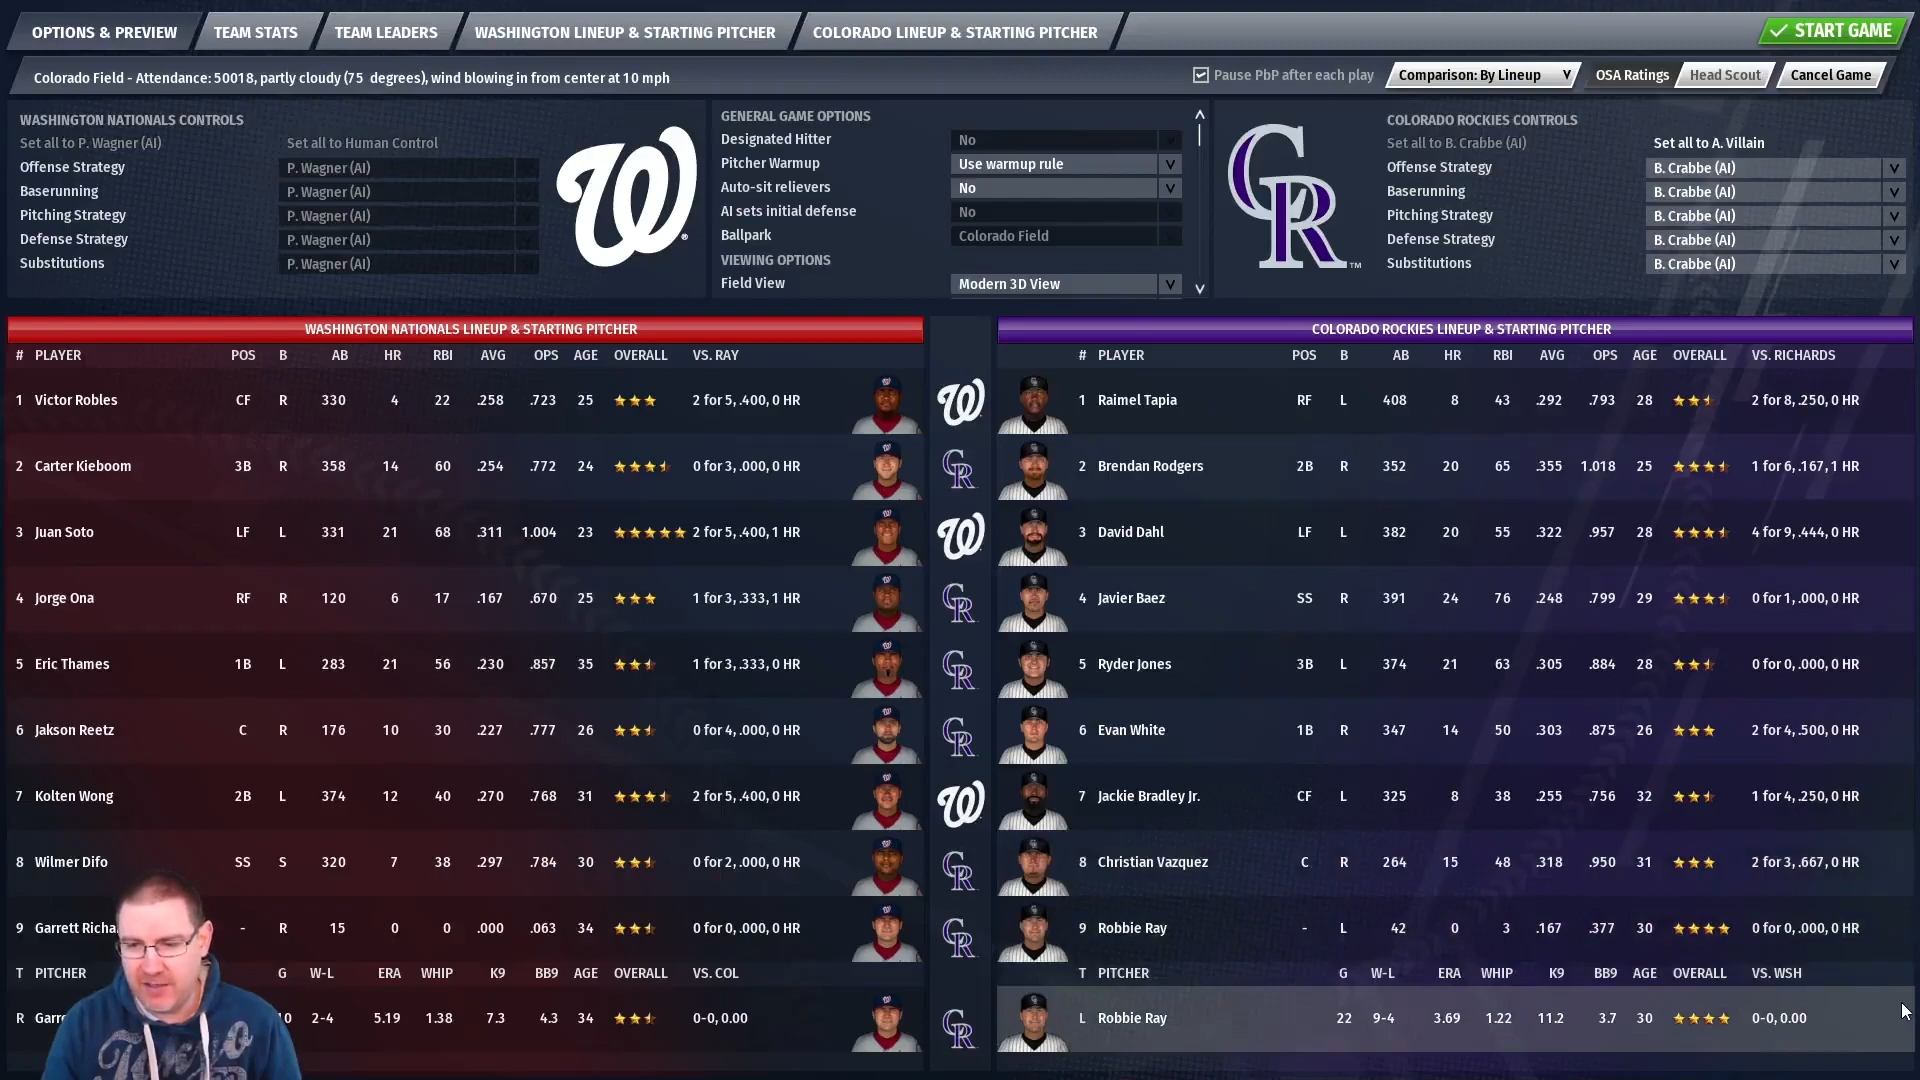 OPTIONS & PREVIEW TEAM STATS TEAM LEADERS WASHINGTON LINEUP & STARTING PITCHER COLORADO LINEUP & STARTING PITCHER START GAME
Colorado Field - Attendance: 50018, partly cloudy (75 degrees), wind blowing in from center at 10 mph Pause PbP after each play Comparison: By Lineup OSA Ratings Head Scout Cancel Game
WASHINGTON NATIONALS CONTROLS
Set all to P. Wagner (AI) Set all to Human Control
Offense Strategy P. Wagner (AI)
Baserunning P. Wagner (AI)
Pitching Strategy P. Wagner (AI)
Defense Strategy P. Wagner (AI)
Substitutions P. Wagner (AI)
W
GENERAL GAME OPTIONS
Designated Hitter No
Pitcher Warmup Use warmup rule
Auto-sit relievers No
AI sets initial defense No
Ballpark Colorado Field
VIEWING OPTIONS
Field View Modern 3D View
CR
COLORADO ROCKIES CONTROLS
Set all to B. Crabbe (AI) Set all to A. Villain
Offense Strategy B. Crabbe (AI)
Baserunning B. Crabbe (AI)
Pitching Strategy B. Crabbe (AI)
Defense Strategy B. Crabbe (AI)
Substitutions B. Crabbe (AI)
WASHINGTON NATIONALS LINEUP & STARTING PITCHER
# PLAYER POS B AB HR RBI AVG OPS AGE OVERALL VS. RAY
1 Victor Robles CF R 330 4 22 .258 .723 25 2 for 5, .400, 0 HR
2 Carter Kieboom 3B R 358 14 60 .254 .772 24 0 for 3, .000, 0 HR
3 Juan Soto LF L 331 21 68 .311 1.004 23 2 for 5, .400, 1 HR
4 Jorge Ona RF R 120 6 17 .167 .670 25 1 for 3, .333, 1 HR
5 Eric Thames 1B L 283 21 56 .230 .857 35 1 for 3, .333, 0 HR
6 Jakson Reetz C R 176 10 30 .227 .777 26 0 for 4, .000, 0 HR
7 Kolten Wong 2B L 374 12 40 .270 .768 31 2 for 5, .400, 0 HR
8 Wilmer Difo SS S 320 7 38 .297 .784 30 0 for 2, .000, 0 HR
9 Garrett Richa - R 15 0 0 .000 .063 34 0 for 0, .000, 0 HR
T PITCHER G W-L ERA WHIP K9 BB9 AGE OVERALL VS. COL
R Garre 10 2-4 5.19 1.38 7.3 4.3 34 0-0, 0.00
COLORADO ROCKIES LINEUP & STARTING PITCHER
# PLAYER POS B AB HR RBI AVG OPS AGE OVERALL VS. RICHARDS
1 Raimel Tapia RF L 408 8 43 .292 .793 28 2 for 8, .250, 0 HR
2 Brendan Rodgers 2B R 352 20 65 .355 1.018 25 1 for 6, .167, 1 HR
3 David Dahl LF L 382 20 55 .322 .957 28 4 for 9, .444, 0 HR
4 Javier Baez SS R 391 24 76 .248 .799 29 0 for 1, .000, 0 HR
5 Ryder Jones 3B L 374 21 63 .305 .884 28 0 for 0, .000, 0 HR
6 Evan White 1B R 347 14 50 .303 .875 26 2 for 4, .500, 0 HR
7 Jackie Bradley Jr. CF L 325 8 38 .255 .756 32 1 for 4, .250, 0 HR
8 Christian Vazquez C R 264 15 48 .318 .950 31 2 for 3, .667, 0 HR
9 Robbie Ray - L 42 0 3 .167 .377 30 0 for 0, .000, 0 HR
T PITCHER G W-L ERA WHIP K9 BB9 AGE OVERALL VS. WSH
L Robbie Ray 22 9-4 3.69 1.22 11.2 3.7 30 0-0, 0.00